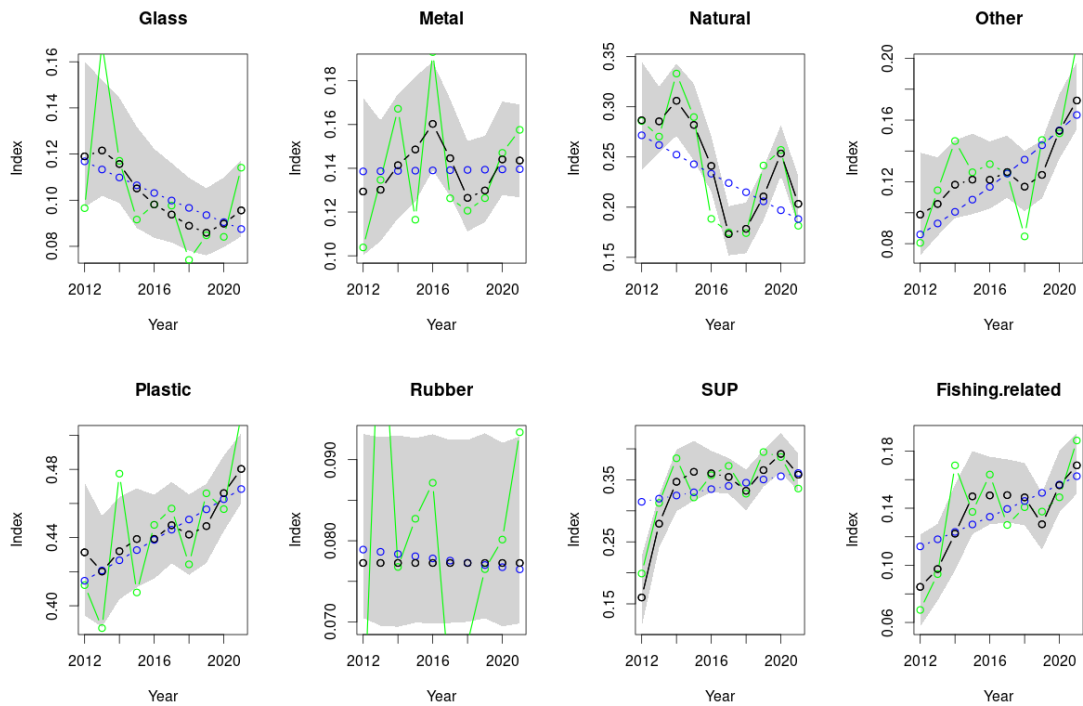 Glass
Metal
Natural
Other
Index
0.08 0.10 0.12 0.14 0.16
2012 2016 2020
Year
Index
0.10 0.12 0.14 0.16 0.18
2012 2016 2020
Year
Index
0.15 0.20 0.25 0.30 0.35
2012 2016 2020
Year
Index
0.08 0.12 0.16 0.20
2012 2016 2020
Year
Plastic
Rubber
SUP
Fishing.related
Index
0.40 0.44 0.48
2012 2016 2020
Year
Index
0.070 0.080 0.090
2012 2016 2020
Year
Index
0.15 0.25 0.35
2012 2016 2020
Year
Index
0.06 0.10 0.14 0.18
2012 2016 2020
Year